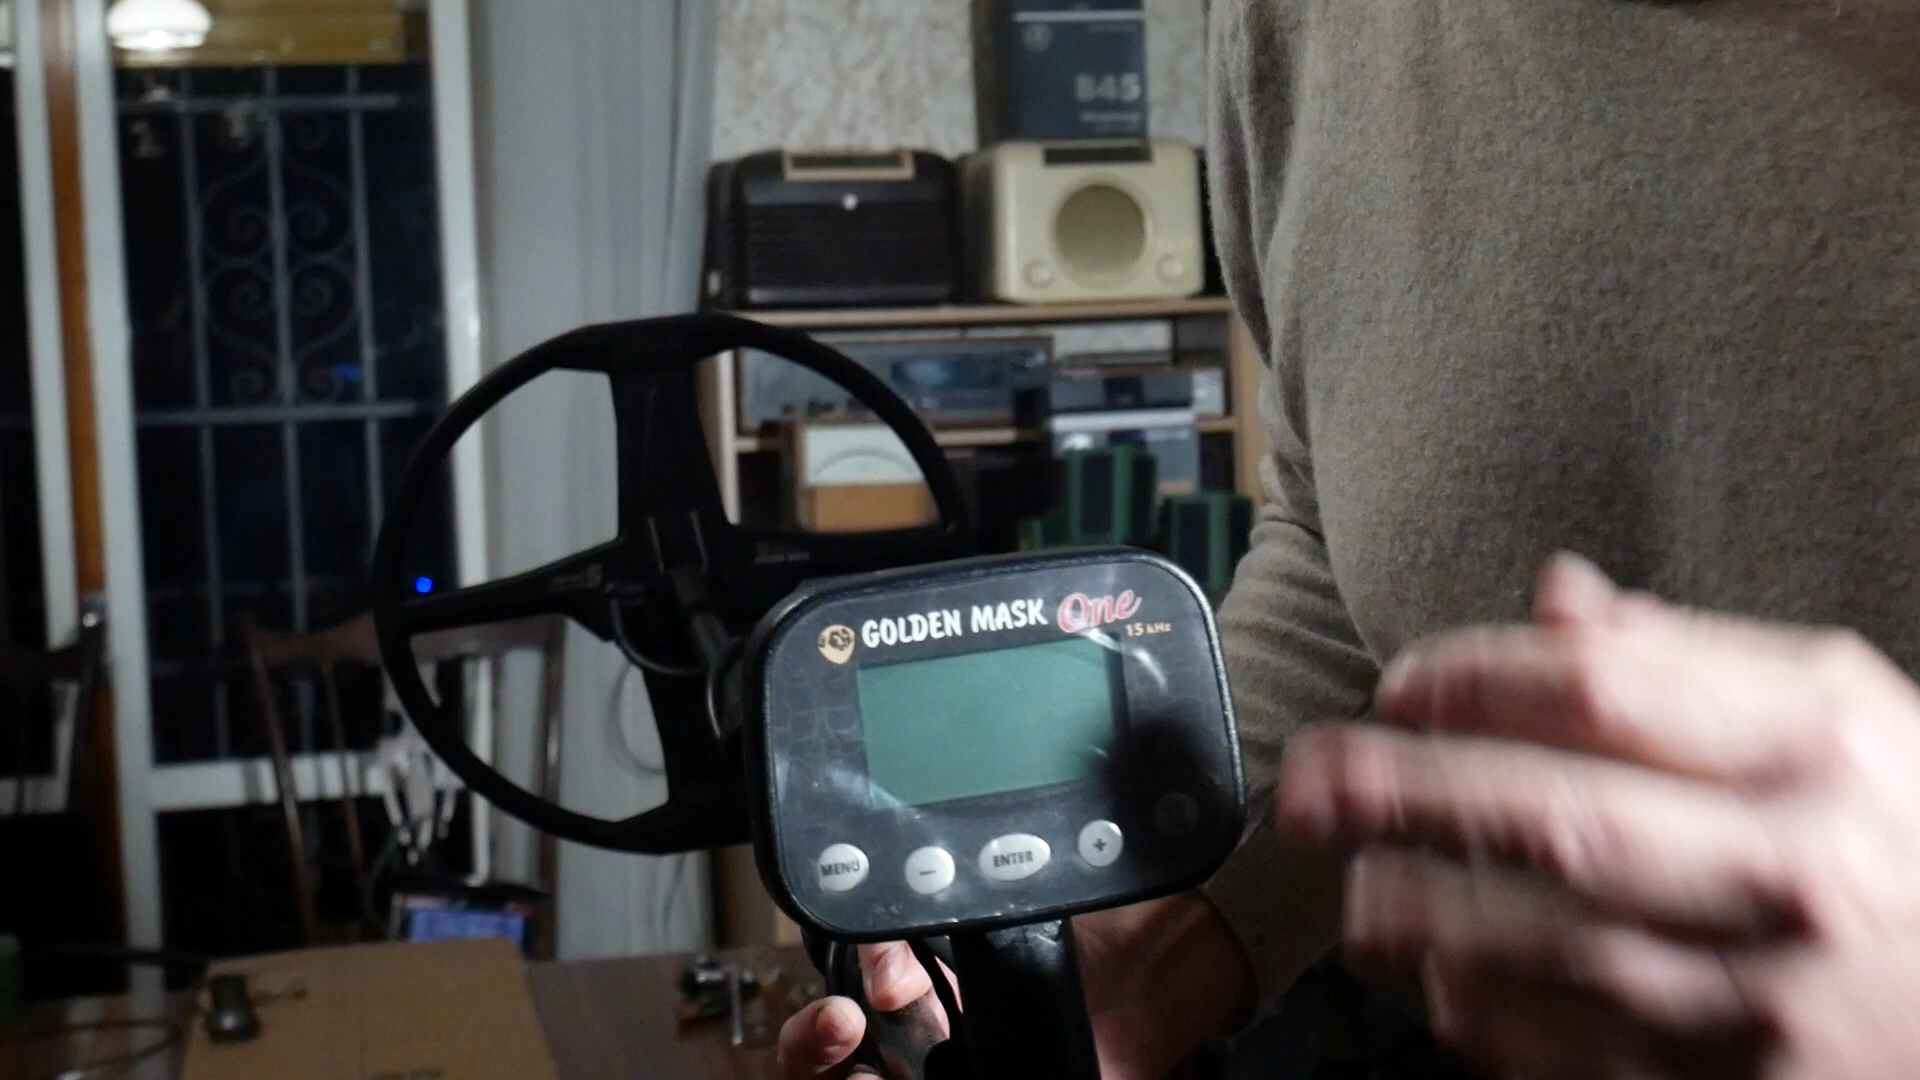 B45
GOLDEN MASK One
15 kHz
MENU
-
ENTER
+